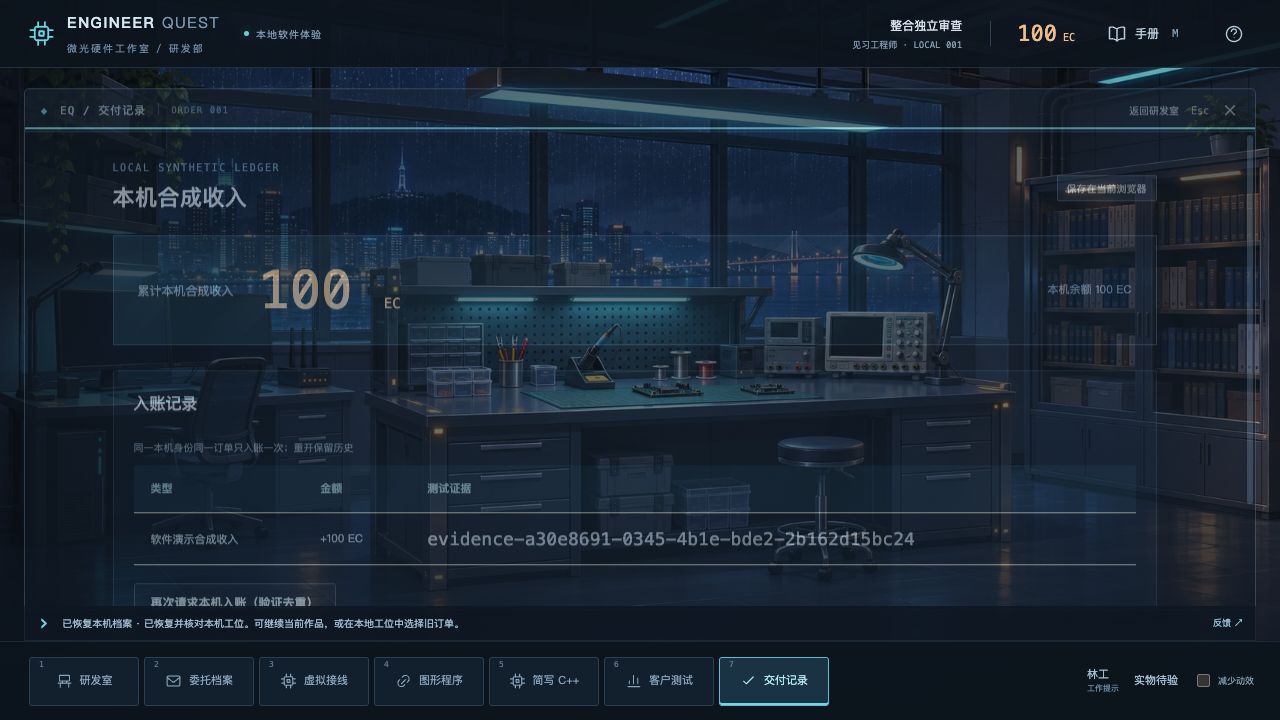 ENGINEER QUEST
微光硬件工作室 / 研发部
本地软件体验
整合独立审查
见习工程师 · LOCAL 001
100 EC
手册 M
EQ / 交付记录 ORDER 001
返回研发室 Esc
LOCAL SYNTHETIC LEDGER
本机合成收入
保存在当前浏览器
累计本机合成收入 100 EC
本机余额 100 EC
入账记录
同一本机身份同一订单只入账一次；重开保留历史
类型 金额 测试证据
软件演示合成收入 +100 EC evidence-a30e8691-0345-4b1e-bde2-2b162d15bc24
再次请求本机入账（验证去重）
已恢复本机档案 · 已恢复并核对本机工位。可继续当前作品，或在本地工位中选择旧订单。
反馈 ↗
1 研发室
2 委托档案
3 虚拟接线
4 图形程序
5 简写 C++
6 客户测试
7 交付记录
林工
工作提示
实物待验
减少动效